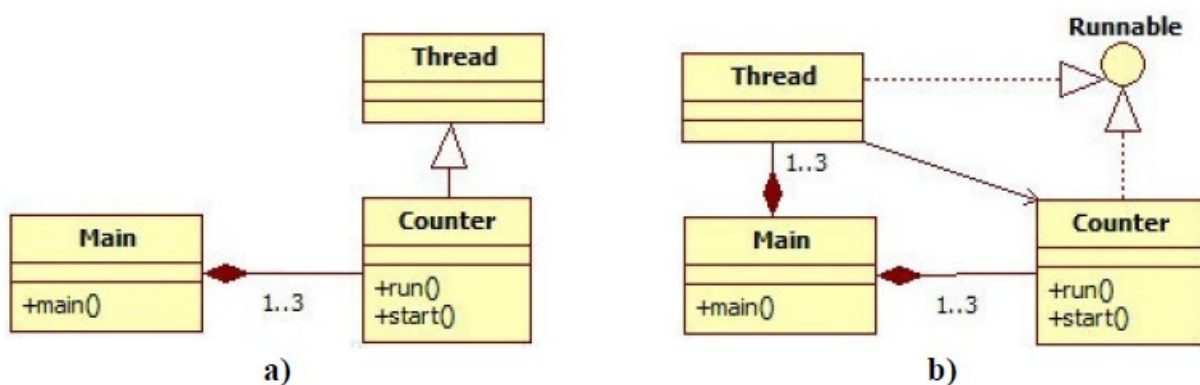 Thread
Main
+main()
1..3
Counter
+run()
+start()
a)
Runnable
Thread
1..3
Main
+main()
1..3
Counter
+run()
+start()
b)